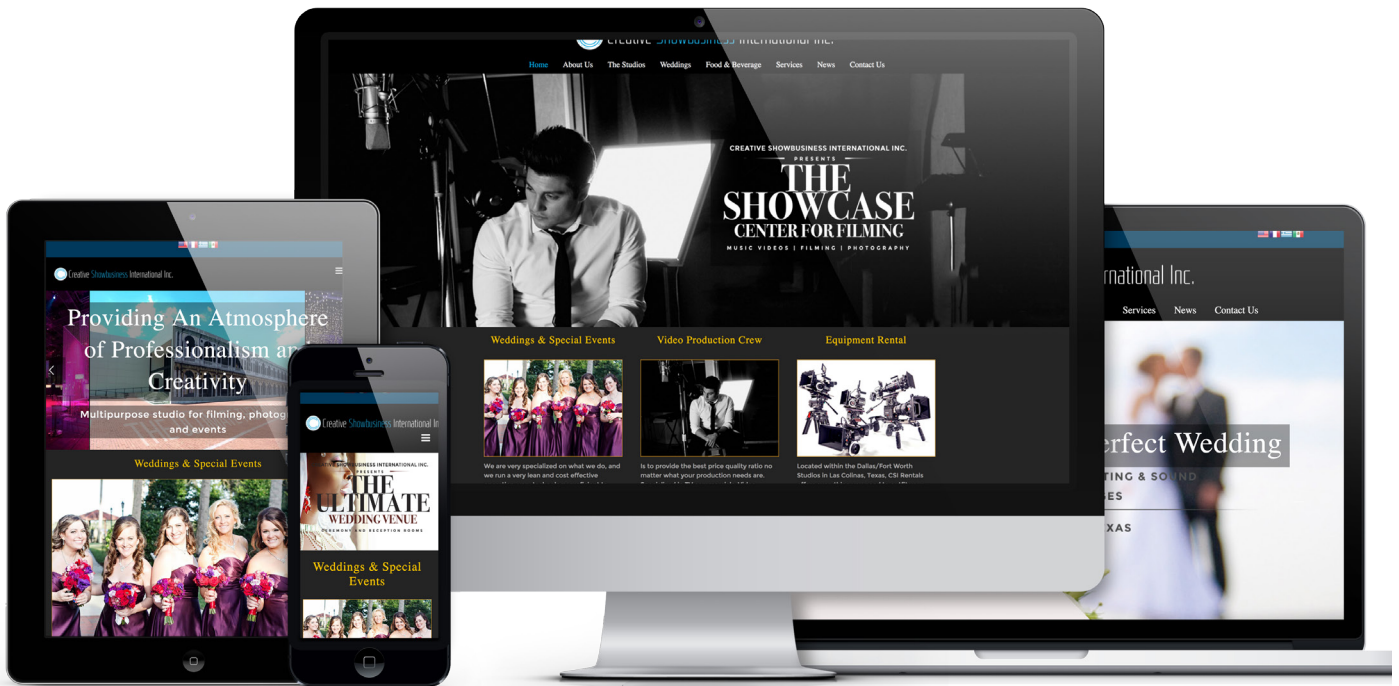 Creative Showbusiness International Inc.
Home About Us The Studios Weddings Food & Beverage Services News Contact Us
CREATIVE SHOWBUSINESS INTERNATIONAL INC.
PRESENTS
THE
SHOWCASE
CENTER FOR FILMING
MUSIC VIDEOS | FILMING | PHOTOGRAPHY
Weddings & Special Events
Video Production Crew
Equipment Rental
We are very specialized on what we do, and
we run a very lean and cost effective
Is to provide the best price quality ratio no
matter what your production needs are.
Located within the Dallas/Fort Worth
Studios in Las Colinas, Texas, CSI Rentals
Creative Showbusiness International Inc.
Providing An Atmosphere
of Professionalism an
Creativity
Multipurpose studio for filming, photog
and events
Weddings & Special Events
Creative Showbusiness International In
CREATIVE SHOWBUSINESS INTERNATIONAL INC.
PRESENTS
THE
ULTIMATE
WEDDING VENUE
CEREMONY AND RECEPTION ROOMS
Weddings & Special
Events
rnational Inc.
Services News Contact Us
erfect Wedding
TING & SOUND
GES
XAS